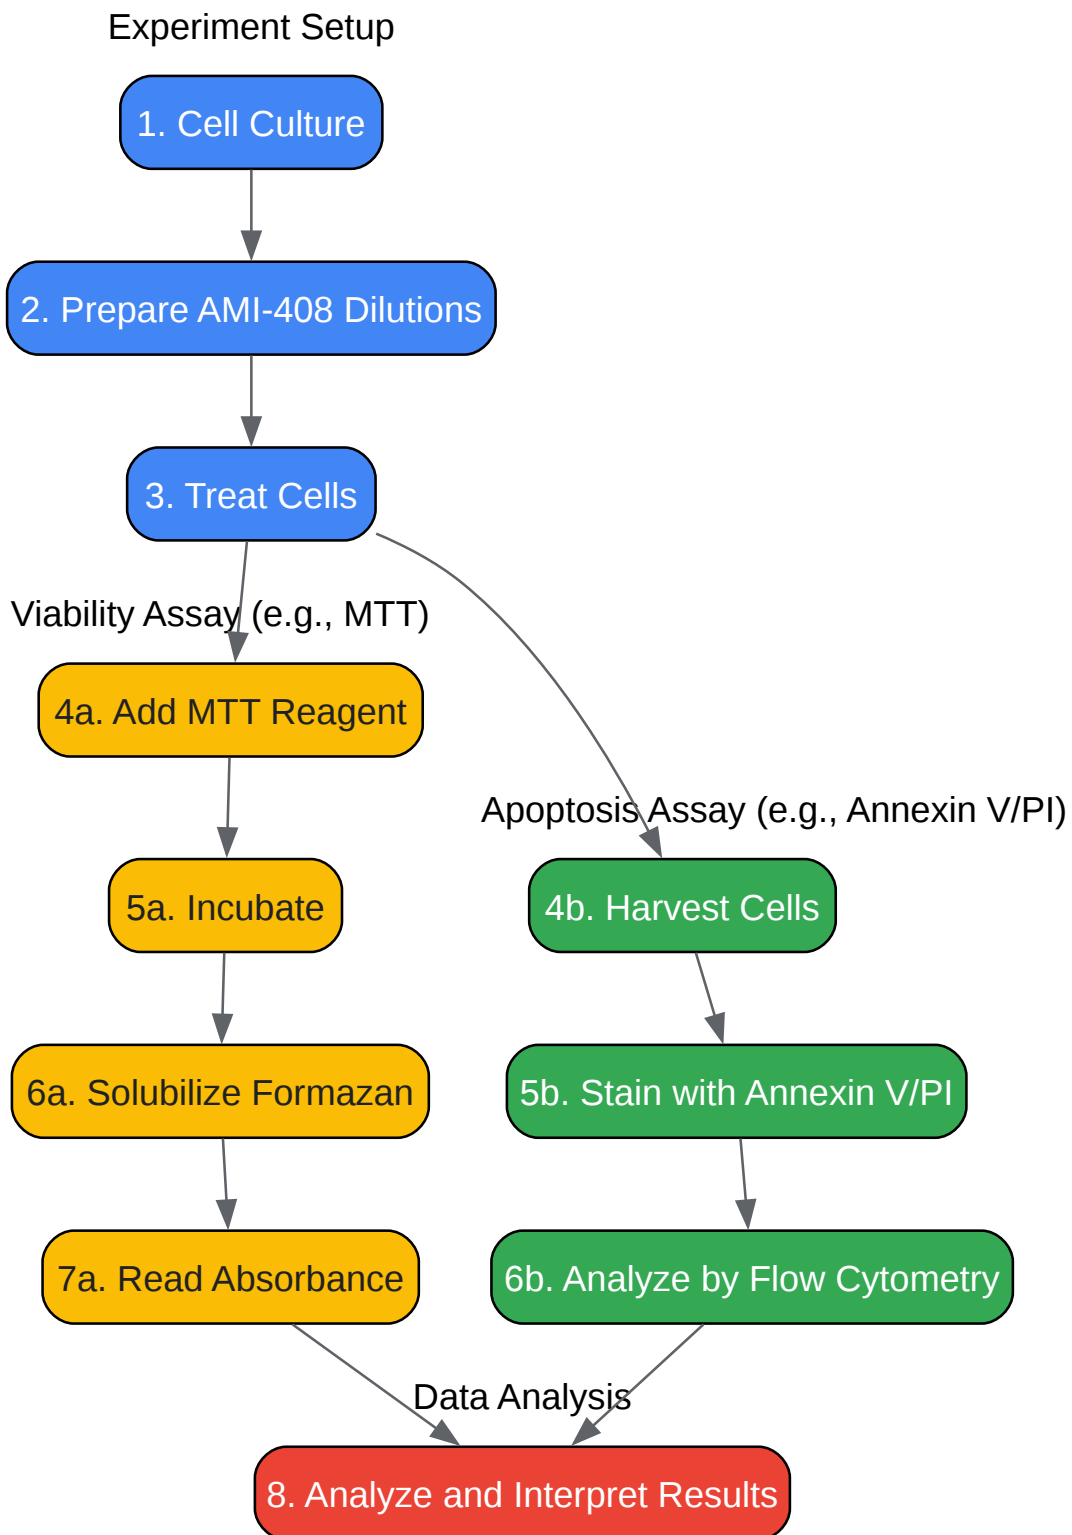 Experiment Setup
1. Cell Culture
2. Prepare AMI-408 Dilutions
3. Treat Cells
Viability Assay (e.g., MTT)
4a. Add MTT Reagent
5a. Incubate
6a. Solubilize Formazan
7a. Read Absorbance
Apoptosis Assay (e.g., Annexin V/PI)
4b. Harvest Cells
5b. Stain with Annexin V/PI
6b. Analyze by Flow Cytometry
Data Analysis
8. Analyze and Interpret Results